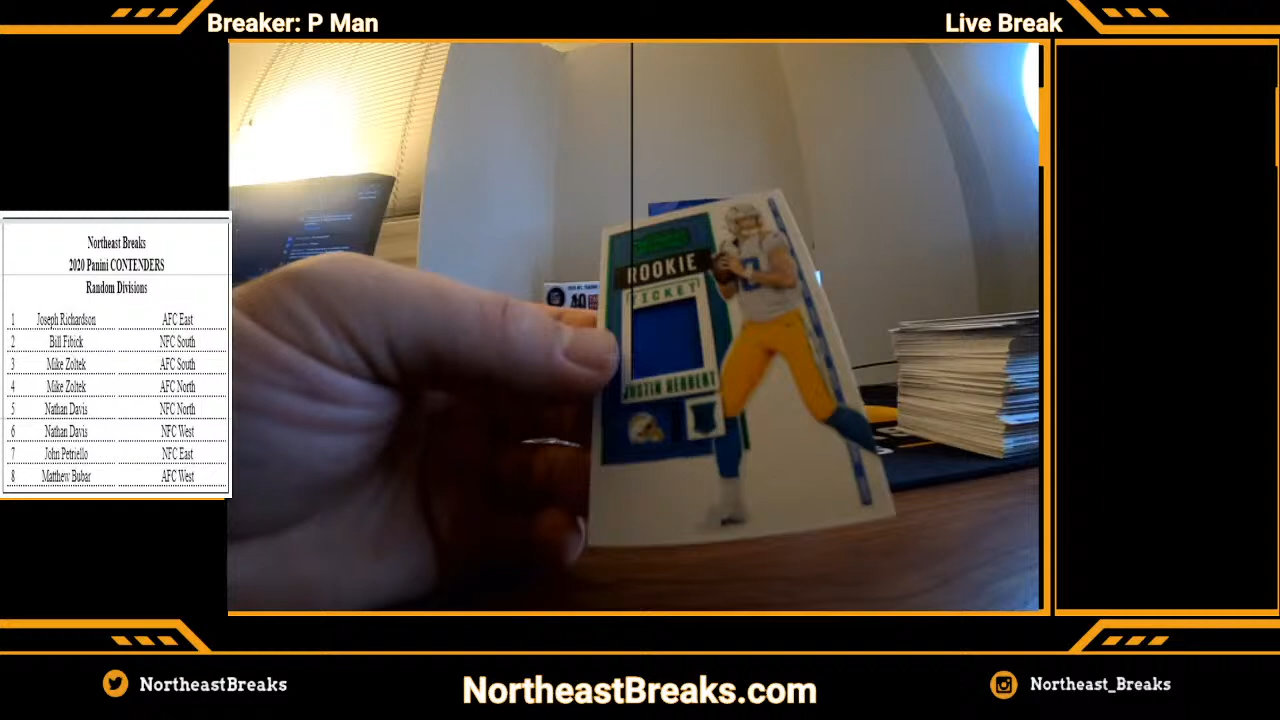 Breaker: P Man
Live Break
Northeast Breaks
2020 Panini CONTENDERS
Random Divisions
1 Joseph Richardson AFC East
2 Bill Fibick NFC South
3 Mike Zoltek AFC South
4 Mike Zoltek AFC North
5 Nathan Davis NFC North
6 Nathan Davis NFC West
7 John Petriello NFC East
8 Matthew Bubar AFC West
ROOKIE
TICKET
JUSTIN HERBERT
NortheastBreaks
NortheastBreaks.com
Northeast_Breaks